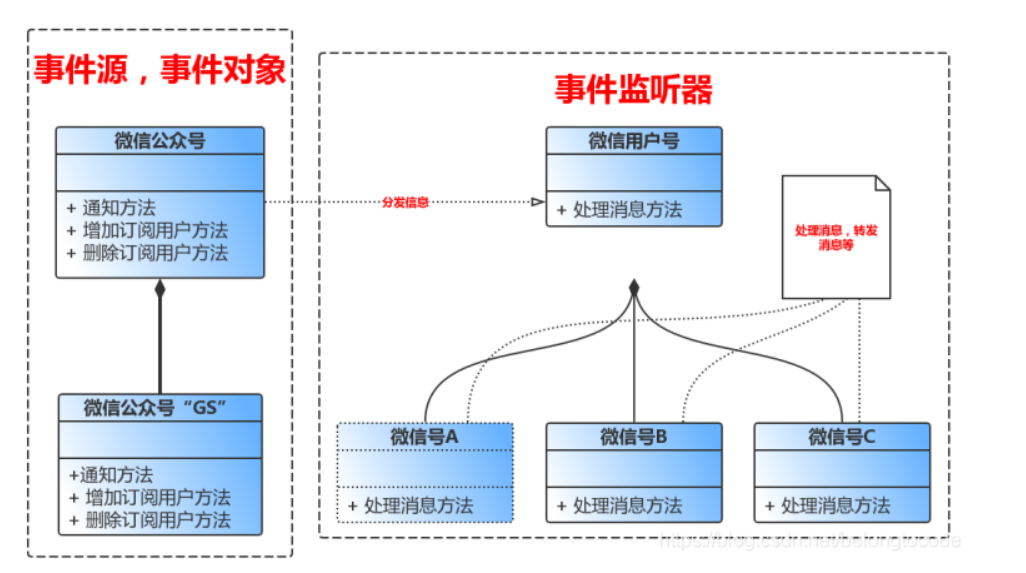 事件源，事件对象
微信公众号
+ 通知方法
+ 增加订阅用户方法
+ 删除订阅用户方法
微信公众号“GS”
+通知方法
+ 增加订阅用户方法
+ 删除订阅用户方法
分发信息
事件监听器
微信用户号
+ 处理消息方法
处理消息，转发
消息等
微信号A
+ 处理消息方法
微信号B
+ 处理消息方法
微信号C
+ 处理消息方法
https://blog.csdn.net/belongtocode